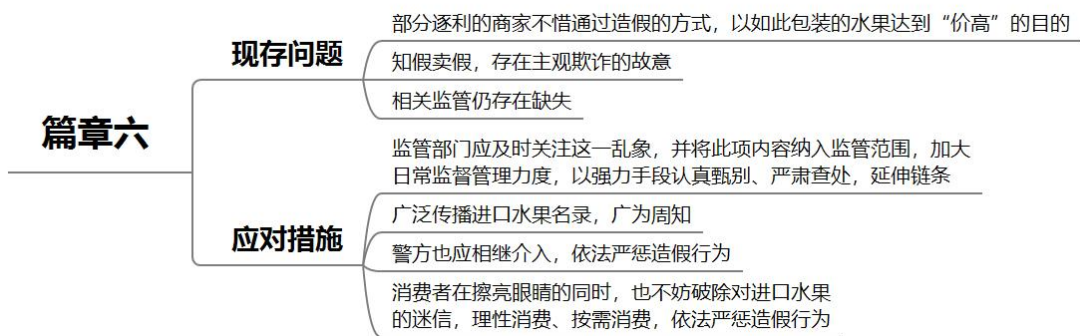 篇章六
现存问题
部分逐利的商家不惜通过造假的方式，以如此包装的水果达到“价高”的目的
知假卖假，存在主观欺诈的故意
相关监管仍存在缺失
应对措施
监管部门应及时关注这一乱象，并将此项内容纳入监管范围，加大
日常监督管理力度，以强力手段认真甄别、严肃查处，延伸链条
广泛传播进口水果名录，广为周知
警方也应相继介入，依法严惩造假行为
消费者在擦亮眼睛的同时，也不妨破除对进口水果
的迷信，理性消费、按需消费，依法严惩造假行为